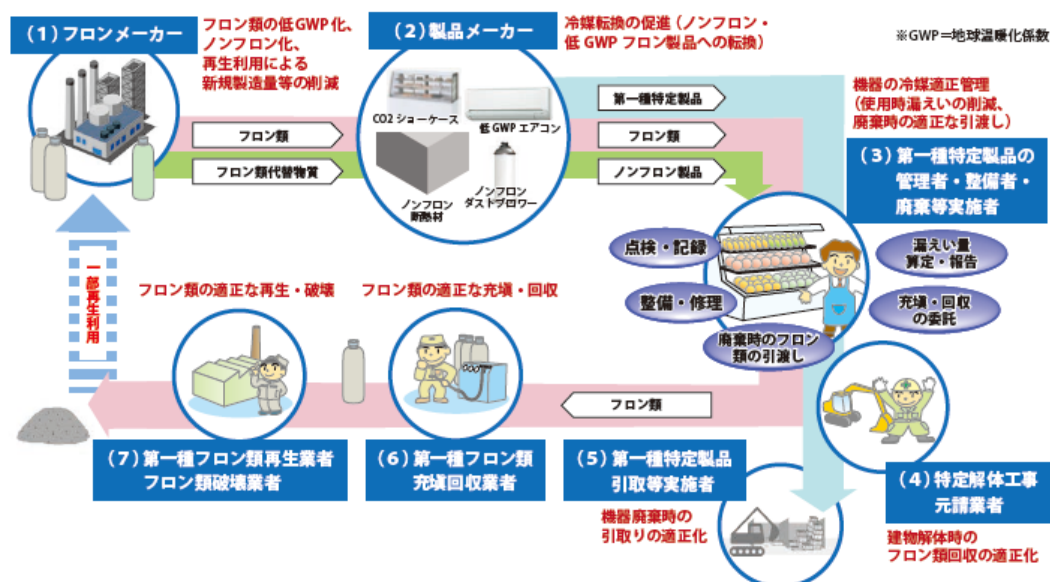 (1)フロンメーカー
フロン類の低GWP化、
ノンフロン化、
再生利用による
新規製造量等の削減
(2)製品メーカー
冷媒転換の促進(ノンフロン・
低GWPフロン製品への転換)
※GWP=地球温暖化係数
CO2ショーケース
低GWPエアコン
ノンフロン
断熱材
ノンフロン
ダストブロワー
フロン類
フロン類代替物質
第一種特定製品
フロン類
ノンフロン製品
機器の冷媒適正管理
(使用時漏えいの削減、
廃棄時の適正な引渡し)
(3)第一種特定製品の
管理者・整備者・
廃棄等実施者
点検・記録
整備・修理
廃棄時のフロン
類の引渡し
漏えい量
算定・報告
充塡・回収
の委託
一部再生利用
フロン類の適正な再生・破壊
フロン類の適正な充塡・回収
フロン類
(7)第一種フロン類再生業者
フロン類破壊業者
(6)第一種フロン類
充塡回収業者
(5)第一種特定製品
引取等実施者
機器廃棄時の
引取りの適正化
(4)特定解体工事
元請業者
建物解体時の
フロン類回収の適正化